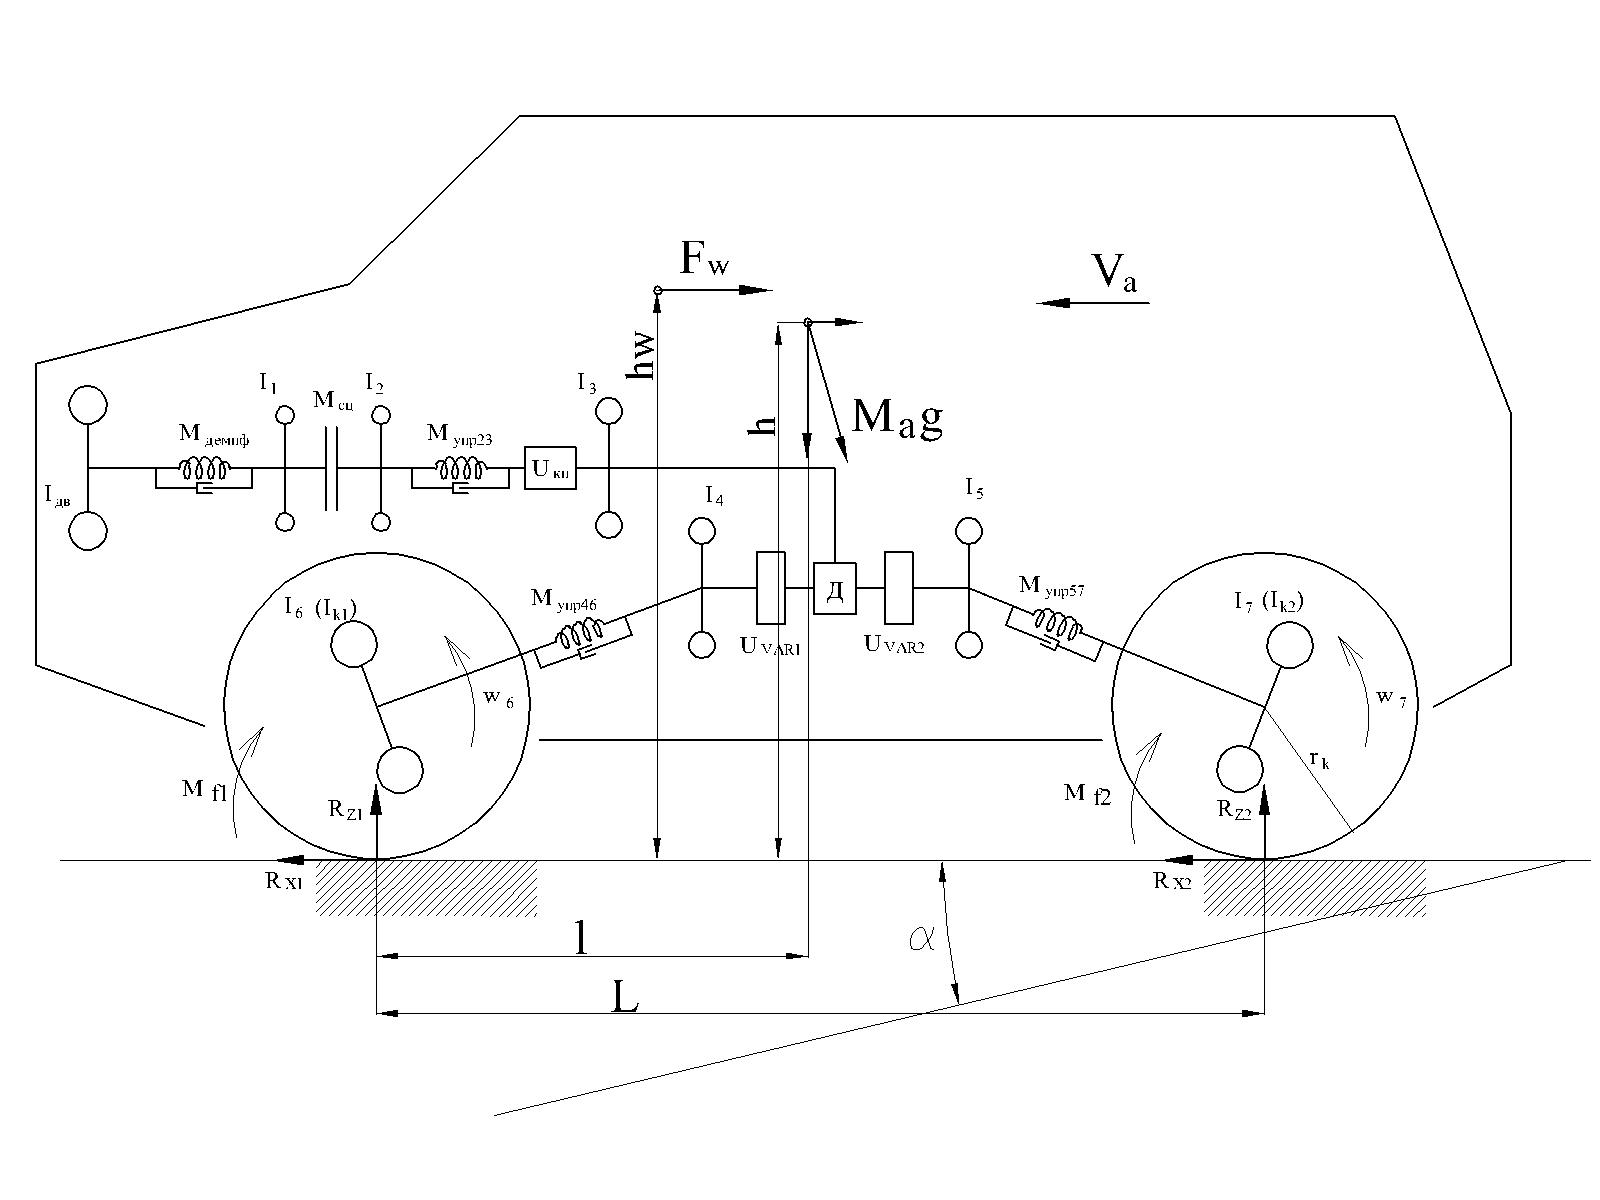 Fw
Va
hw
I1
Mсц
I2
I3
h
Mag
Mдемпф
Mупр23
Uкп
Iдв
I4
I5
Mупр46
Д
Mупр57
I6 (Ik1)
I7 (Ik2)
UVAR1
UVAR2
w6
w7
rk
Mf1
RZ1
Mf2
RZ2
RX1
RX2
l
α
L